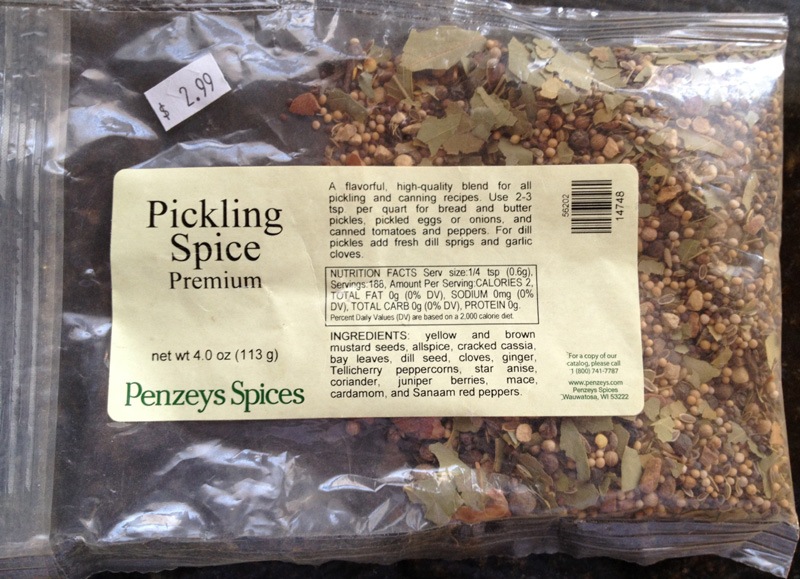 $ 2.99
Pickling
Spice
Premium
net wt 4.0 oz (113 g)
Penzeys Spices
A flavorful, high-quality blend for all
pickling and canning recipes. Use 2-3
tsp per quart for bread and butter
pickles, pickled eggs or onions, and
canned tomatoes and peppers. For dill
pickles add fresh dill sprigs and garlic
cloves.
NUTRITION FACTS Serv size:1/4 tsp (0.6g),
Servings:188, Amount Per Serving:CALORIES 2,
TOTAL FAT 0g (0% DV), SODIUM 0mg (0%
DV), TOTAL CARB 0g (0% DV), PROTEIN 0g.
Percent Daily Values (DV) are based on a 2,000 calorie diet.
INGREDIENTS: yellow and brown
mustard seeds, allspice, cracked cassia,
bay leaves, dill seed, cloves, ginger,
Tellicherry peppercorns, star anise,
coriander, juniper berries, mace,
cardamom, and Sanaam red peppers.
56202
14748
For a copy of our
catalog, please call
1 (800) 741-7787
www.penzeys.com
Penzeys Spices
Wauwatosa, WI 53222